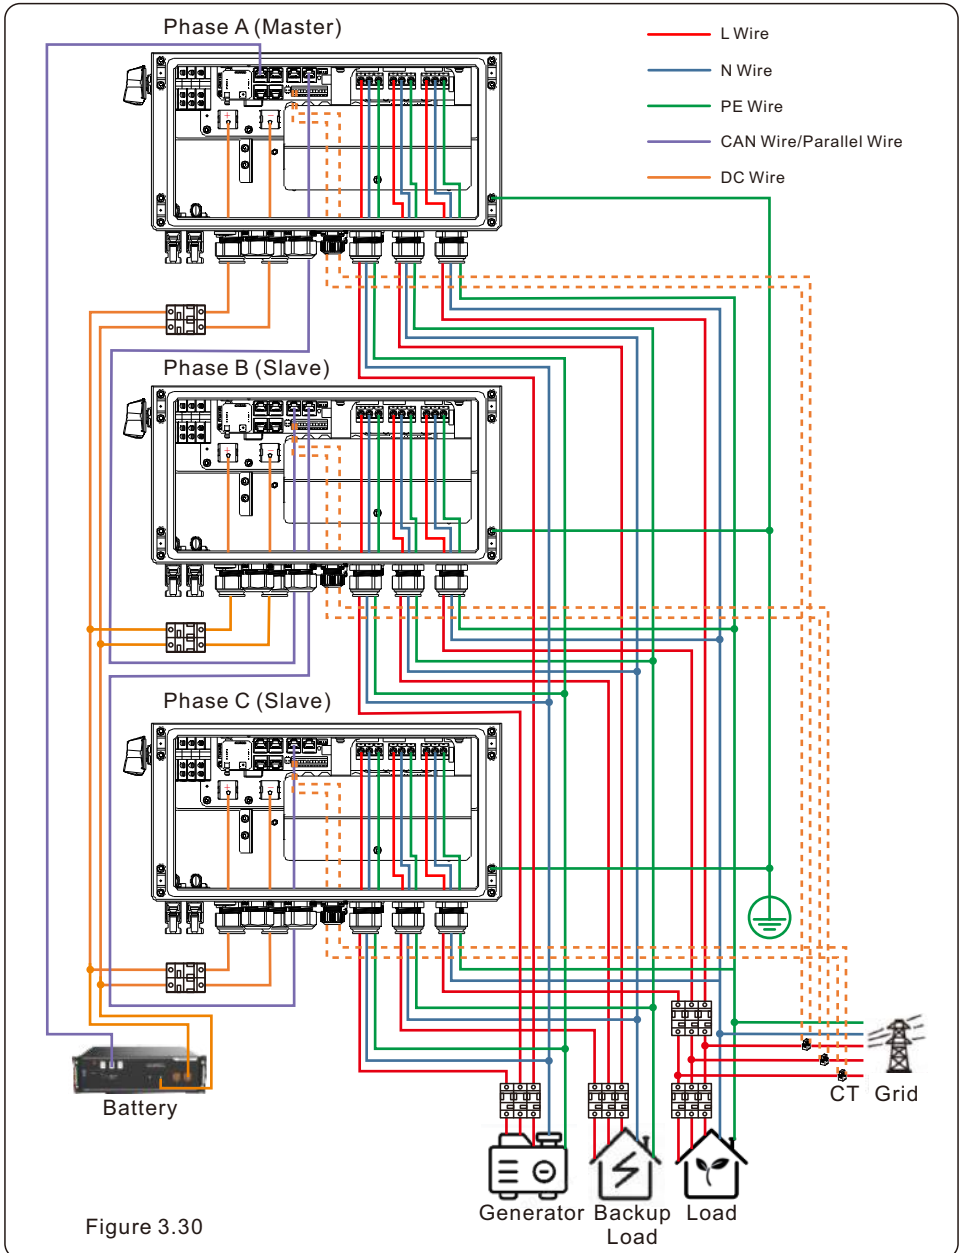 Phase A (Master)
L Wire
N Wire
PE Wire
CAN Wire/Parallel Wire
DC Wire
Phase B (Slave)
Phase C (Slave)
Battery
CT
Grid
Generator
Backup
Load
Load
Figure 3.30